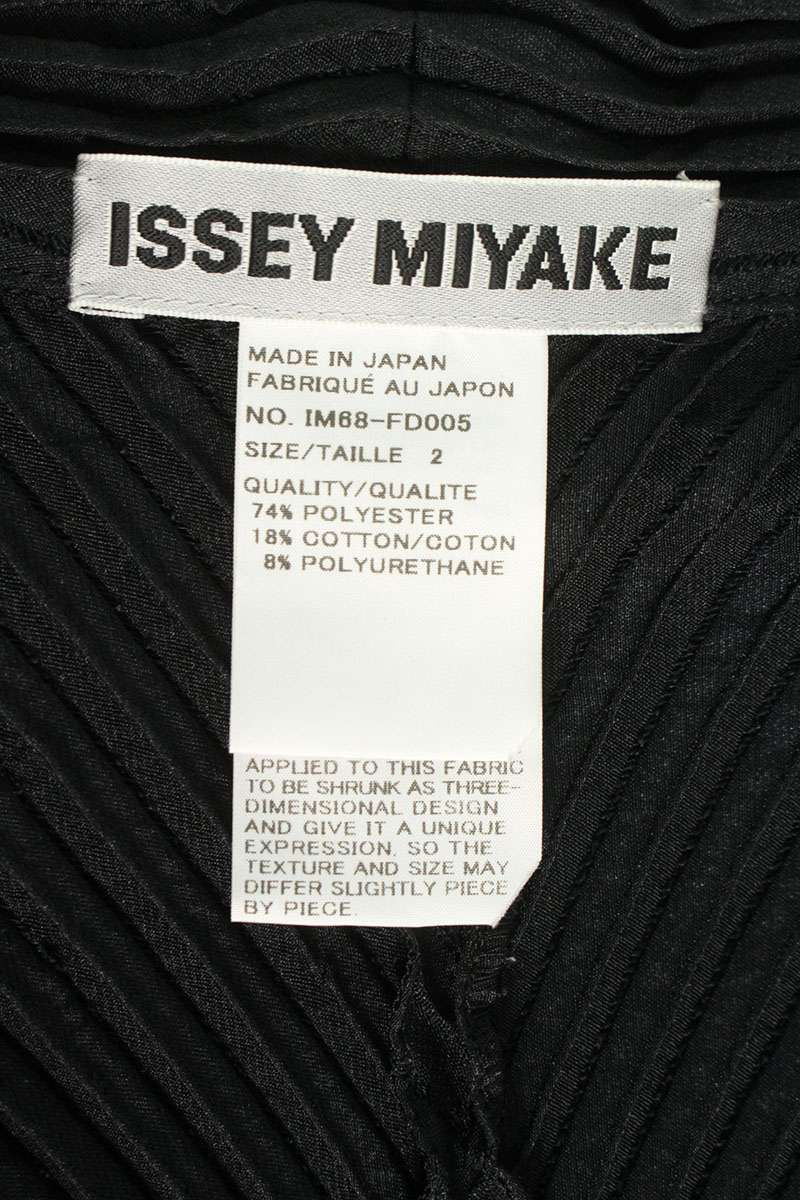 ISSEY MIYAKE
MADE IN JAPAN
FABRIQUÉ AU JAPON
NO. IM68-FD005
SIZE/TAILLE 2
QUALITY/QUALITE
74% POLYESTER
18% COTTON/COTON
8% POLYURETHANE
APPLIED TO THIS FABRIC
TO BE SHRUNK AS THREE-
DIMENSIONAL DESIGN
AND GIVE IT A UNIQUE
EXPRESSION, SO THE
TEXTURE AND SIZE MAY
DIFFER SLIGHTLY PIECE
BY PIECE.